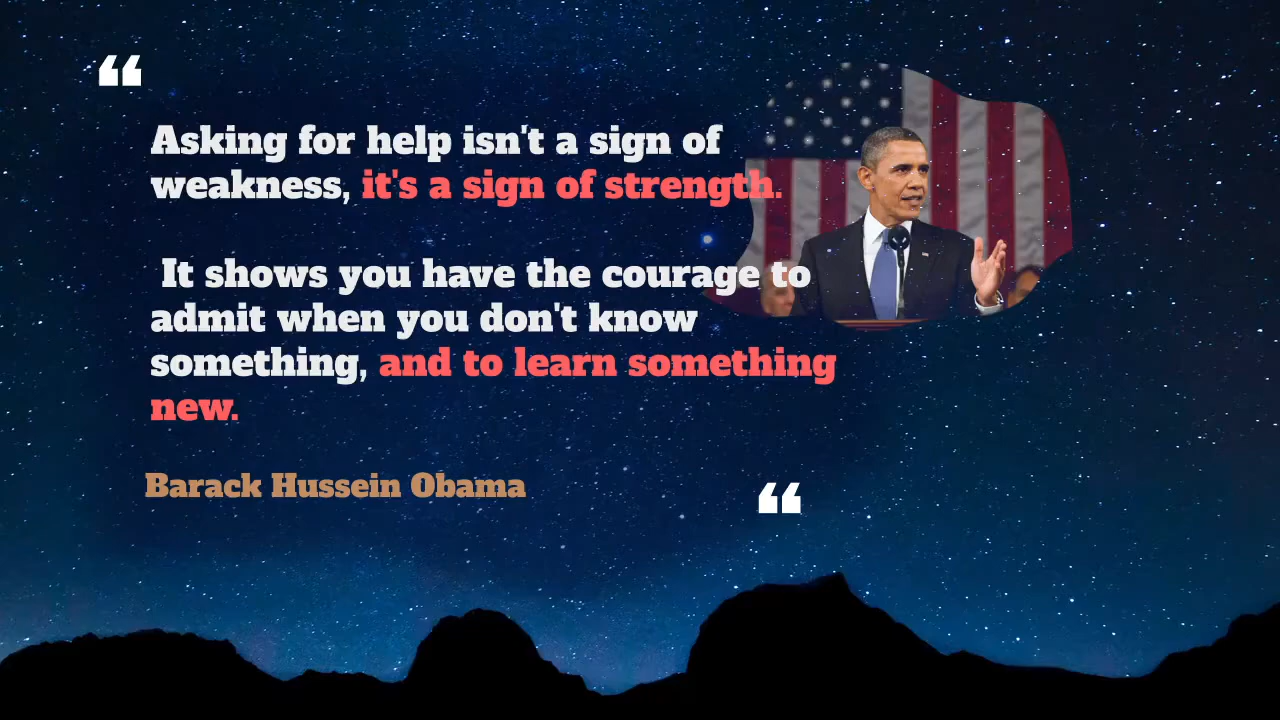 ❝
Asking for help isn't a sign of
weakness, it's a sign of strength.
It shows you have the courage to
admit when you don't know
something, and to learn something
new.
Barack Hussein Obama
❝